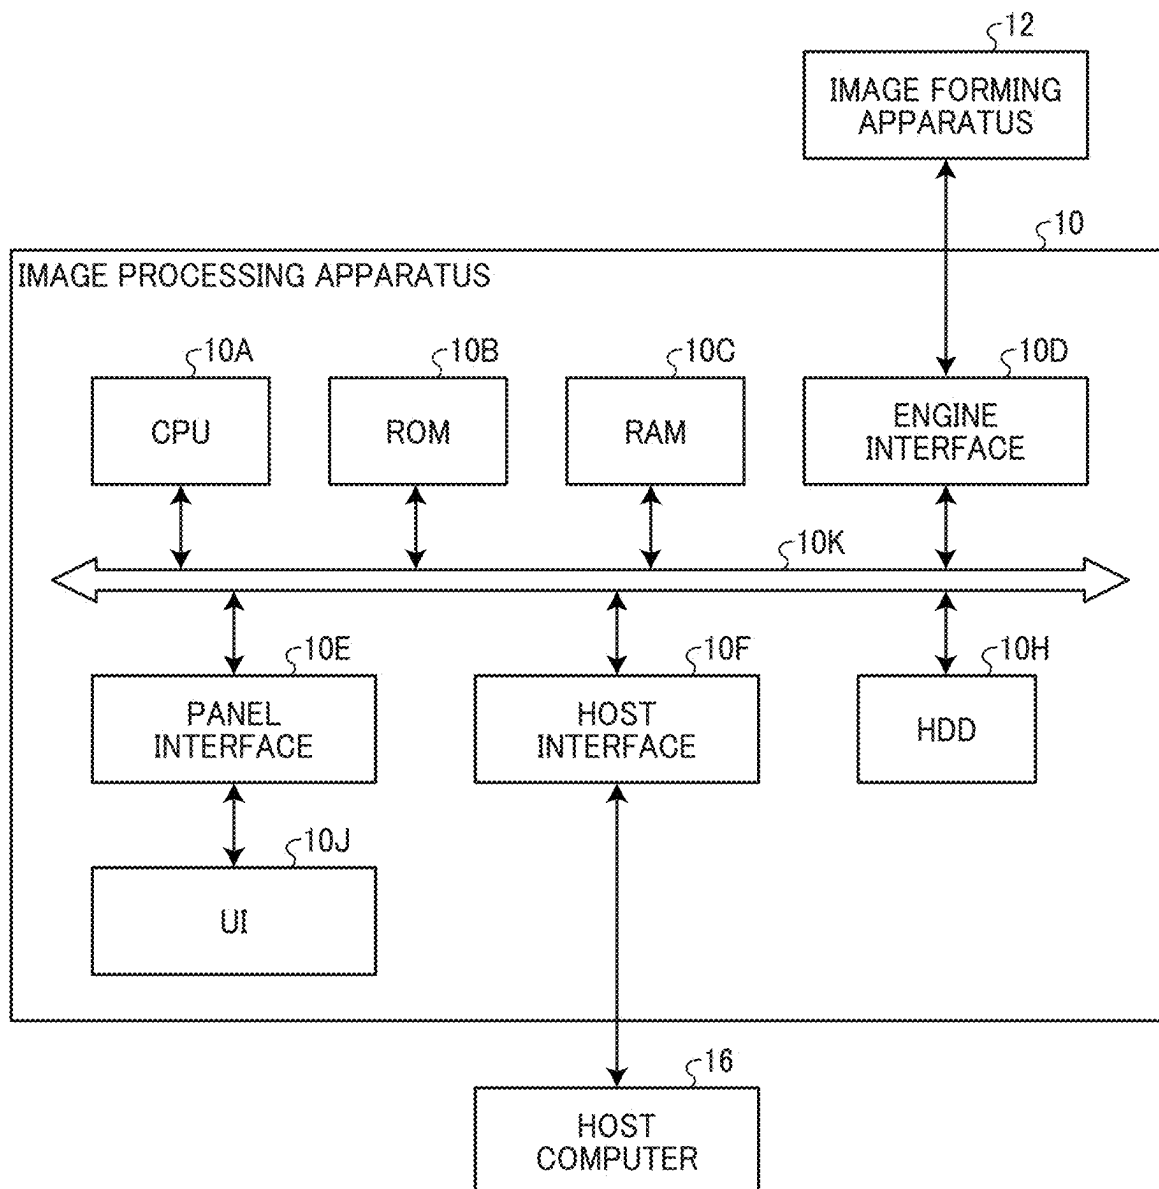 12
IMAGE FORMING
APPARATUS
10
IMAGE PROCESSING APPARATUS
10A
10B
10C
10D
CPU
ROM
RAM
ENGINE
INTERFACE
10K
10E
10F
10H
PANEL
INTERFACE
HOST
INTERFACE
HDD
10J
UI
16
HOST
COMPUTER